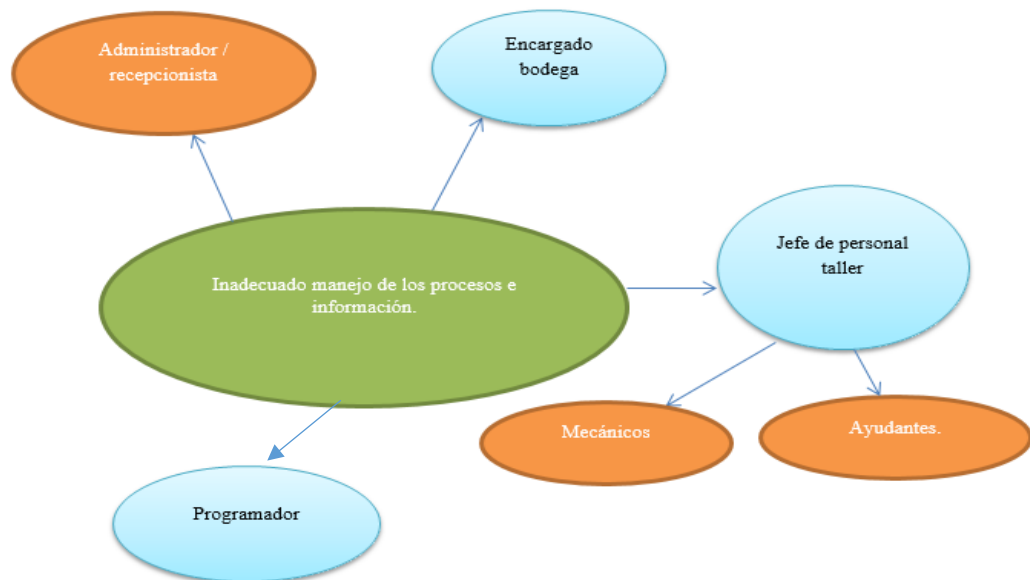 Administrador /
recepcionista
Encargado
bodega
Jefe de personal
taller
Inadecuado manejo de los procesos e
información.
Mecánicos
Ayudantes.
Programador